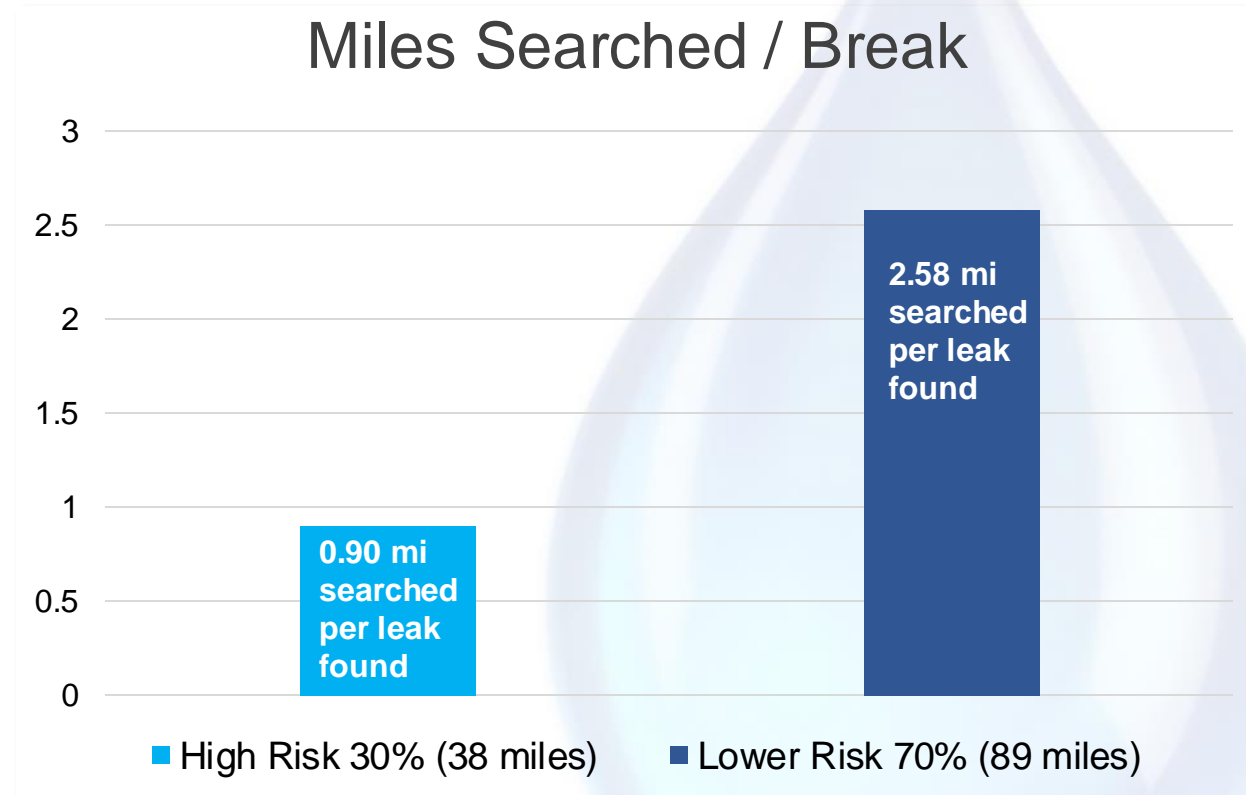 Miles Searched / Break
3
2.5
2
1.5
1
0.5
0
0.90 mi
searched
per leak
found
2.58 mi
searched
per leak
found
High Risk 30% (38 miles)
Lower Risk 70% (89 miles)